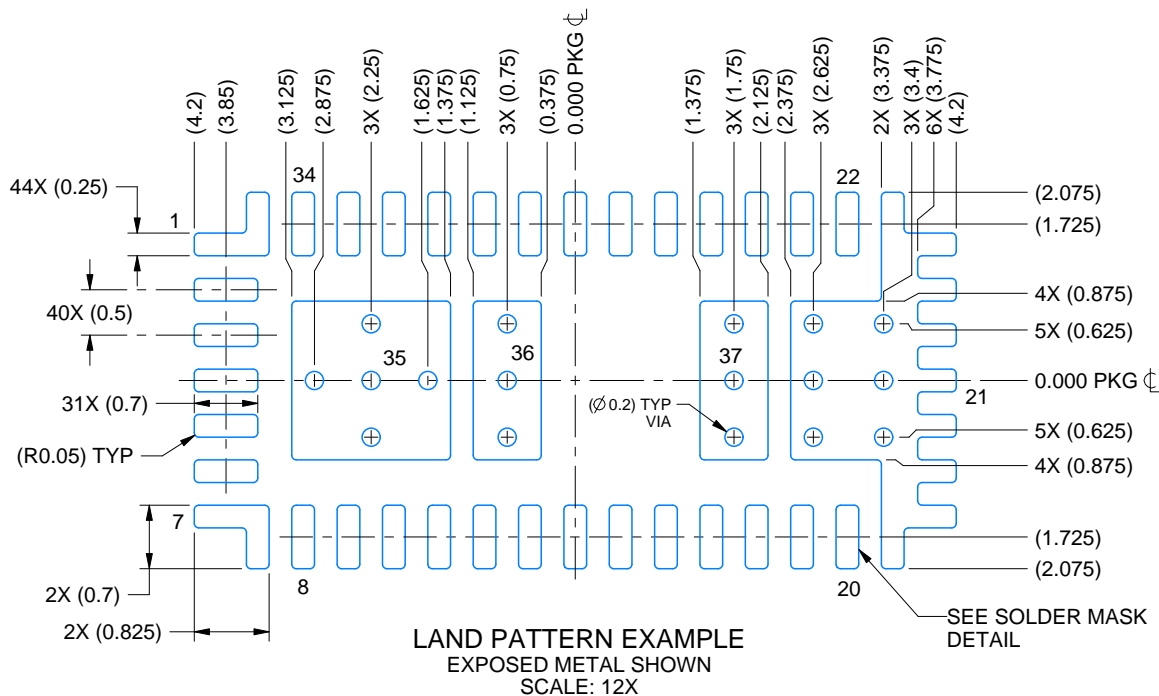 (4.2)
(3.85)
(3.125)
(2.875)
3X (2.25)
(1.625)
(1.375)
(1.125)
3X (0.75)
(0.375)
0.000 PKG ℄
(1.375)
3X (1.75)
(2.125)
(2.375)
3X (2.625)
2X (3.375)
3X (3.4)
6X (3.775)
(4.2)
44X (0.25)
1
34
22
(2.075)
(1.725)
40X (0.5)
4X (0.875)
5X (0.625)
35
36
37
0.000 PKG ℄
21
31X (0.7)
(∅ 0.2) TYP
VIA
(R0.05) TYP
5X (0.625)
4X (0.875)
7
(1.725)
(2.075)
8
20
2X (0.7)
2X (0.825)
SEE SOLDER MASK
DETAIL
LAND PATTERN EXAMPLE
EXPOSED METAL SHOWN
SCALE: 12X